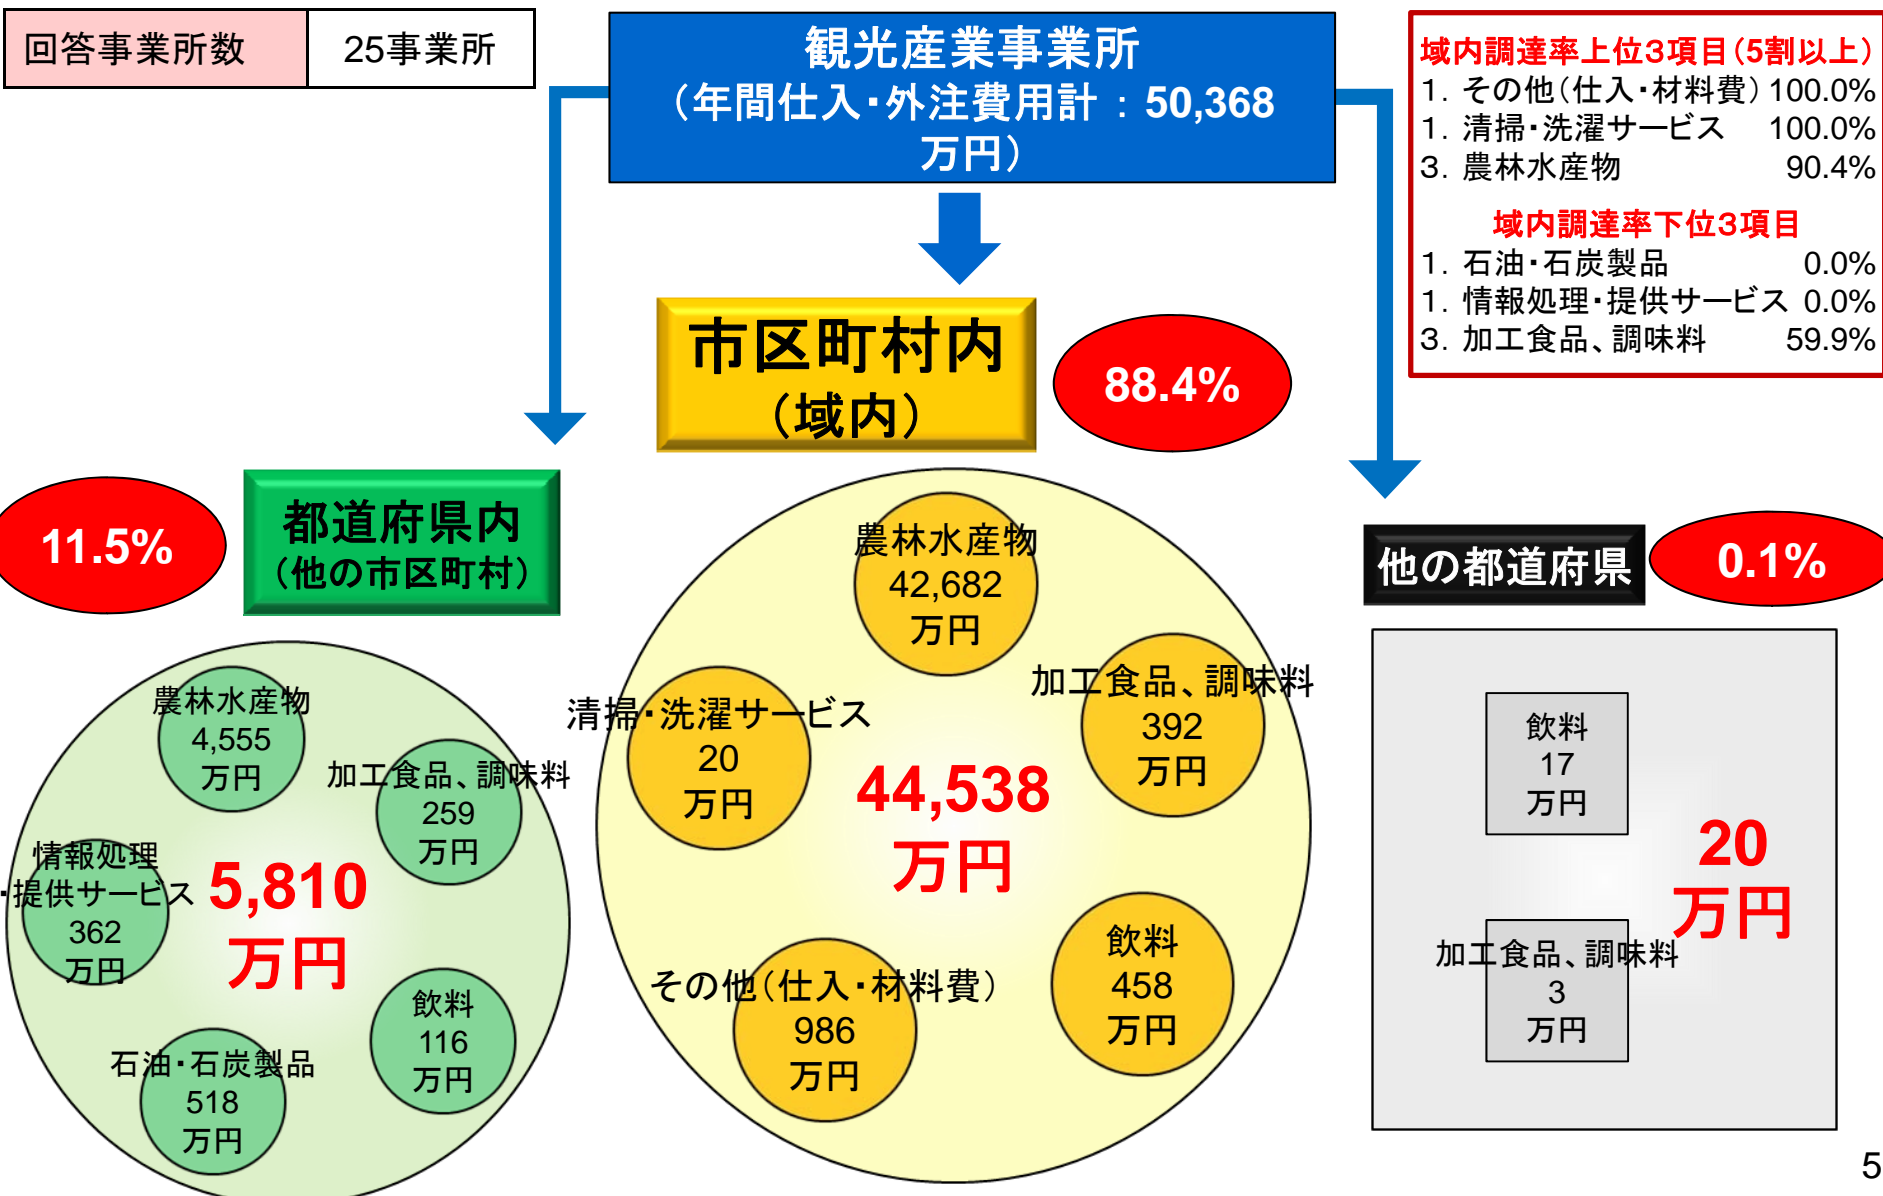 回答事業所数
25事業所
観光産業事業所
（年間仕入・外注費用計：50,368
万円）
域内調達率上位3項目（5割以上）
1. その他（仕入・材料費）100.0%
1. 清掃・洗濯サービス 100.0%
3. 農林水産物 90.4%
域内調達率下位3項目
1. 石油・石炭製品 0.0%
1. 情報処理・提供サービス 0.0%
3. 加工食品、調味料 59.9%
市区町村内
（域内）
88.4%
11.5%
都道府県内
（他の市区町村）
他の都道府県
0.1%
農林水産物
4,555
万円
加工食品、調味料
259
万円
情報処理
・提供サービス
362
万円
5,810
万円
飲料
116
万円
石油・石炭製品
518
万円
農林水産物
42,682
万円
加工食品、調味料
392
万円
清掃・洗濯サービス
20
万円
44,538
万円
飲料
458
万円
その他（仕入・材料費）
986
万円
飲料
17
万円
20
万円
加工食品、調味料
3
万円
5